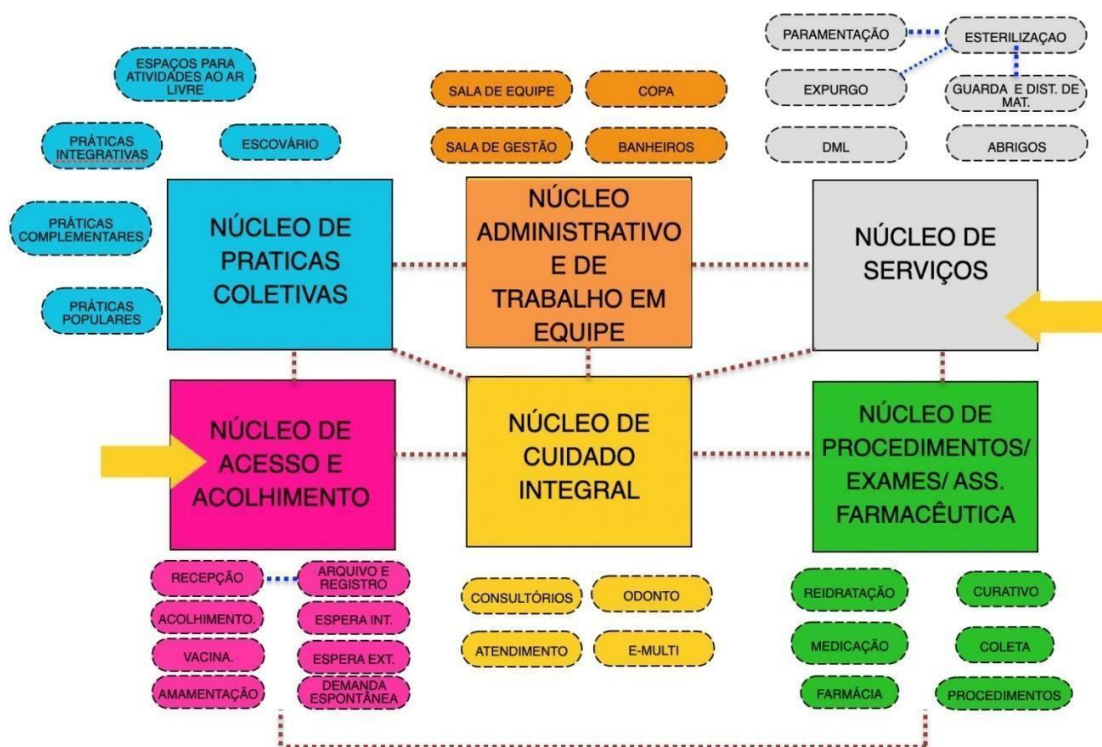 ESPAÇOS PARA
ATIVIDADES AO AR
LIVRE
PRÁTICAS
INTEGRATIVAS
ESCOVÁRIO
PRÁTICAS
COMPLEMENTARES
PRÁTICAS
POPULARES
NÚCLEO DE
PRATICAS
COLETIVAS
SALA DE EQUIPE
COPA
SALA DE GESTÃO
BANHEIROS
NÚCLEO
ADMINISTRATIVO
E DE
TRABALHO EM
EQUIPE
PARAMENTAÇÃO
ESTERILIZAÇAO
EXPURGO
GUARDA E DIST. DE
MAT.
DML
ABRIGOS
NÚCLEO DE
SERVIÇOS
NÚCLEO DE
ACESSO E
ACOLHIMENTO
RECEPÇÃO
ARQUIVO E
REGISTRO
ACOLHIMENTO.
ESPERA INT.
VACINA.
ESPERA EXT.
AMAMENTAÇÃO
DEMANDA
ESPONTÂNEA
NÚCLEO DE
CUIDADO
INTEGRAL
CONSULTÓRIOS
ODONTO
ATENDIMENTO
E-MULTI
NÚCLEO DE
PROCEDIMENTOS/
EXAMES/ ASS.
FARMACÊUTICA
REIDRATAÇÃO
CURATIVO
MEDICAÇÃO
COLETA
FARMÁCIA
PROCEDIMENTOS